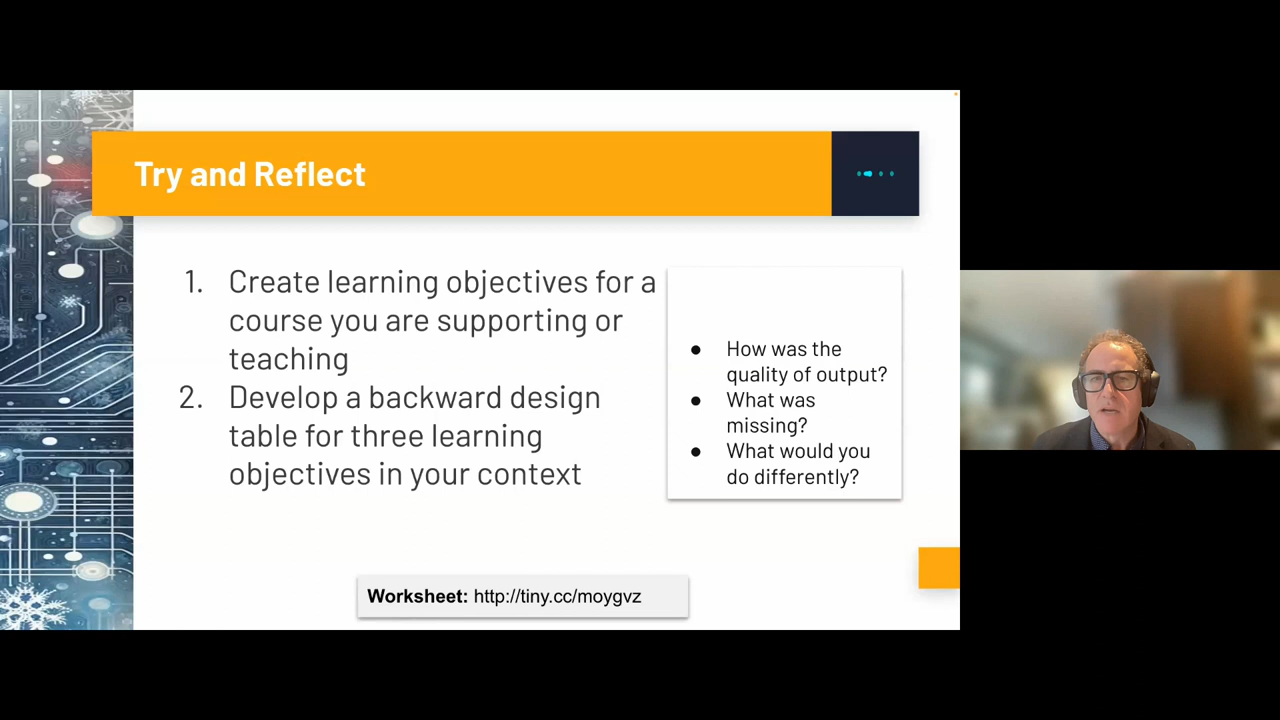 Try and Reflect
1. Create learning objectives for a
course you are supporting or
teaching
2. Develop a backward design
table for three learning
objectives in your context
● How was the
quality of output?
● What was
missing?
● What would you
do differently?
Worksheet: http://tiny.cc/moygvz